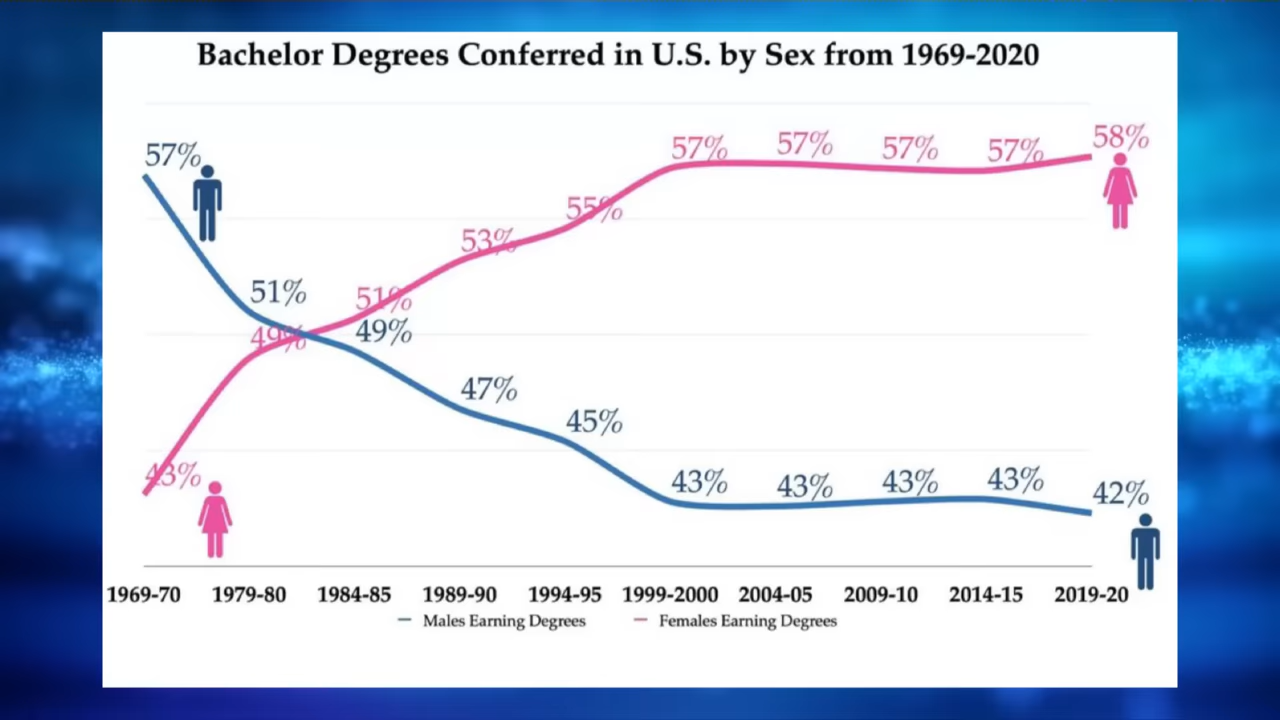 Bachelor Degrees Conferred in U.S. by Sex from 1969-2020
57% 57% 57% 57% 57% 58%
55%
53%
51% 51%
49% 49%
47%
45%
43% 43% 43% 43% 43% 42%
1969-70 1979-80 1984-85 1989-90 1994-95 1999-2000 2004-05 2009-10 2014-15 2019-20
Males Earning Degrees Females Earning Degrees